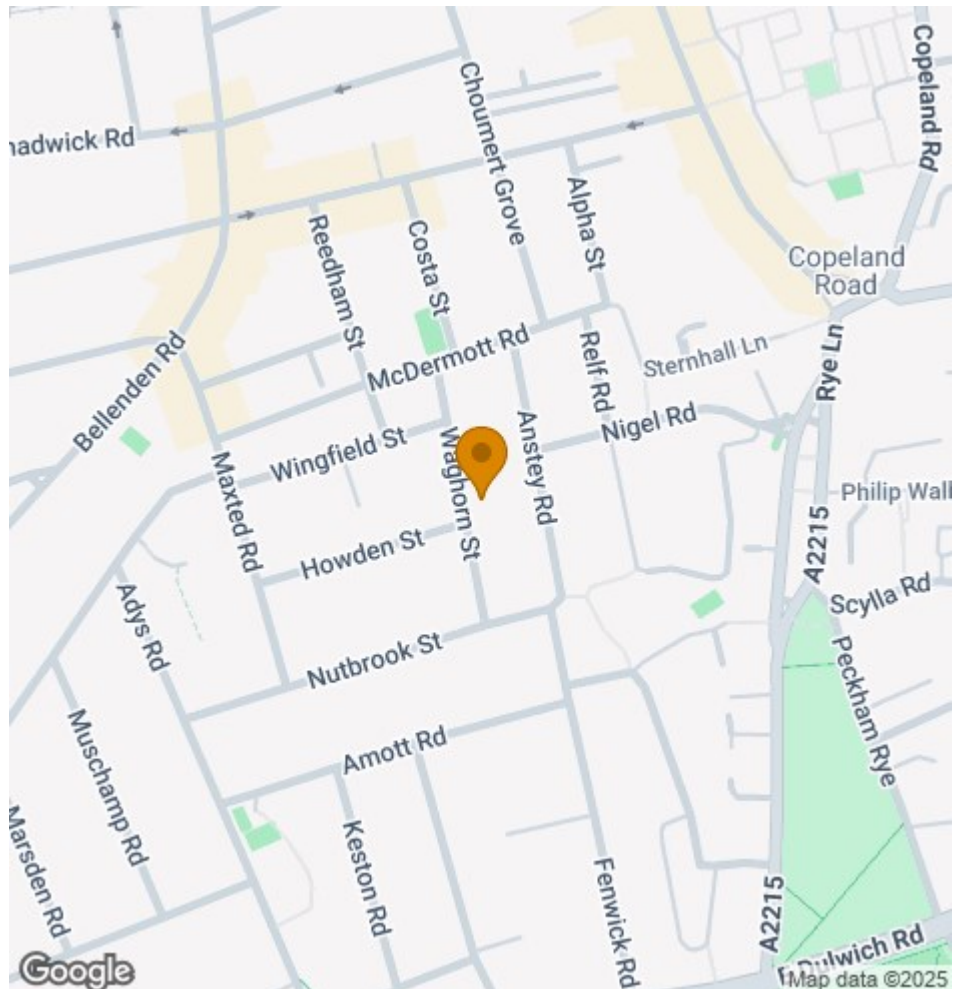 Copeland Rd
Choumert Grove
hadwick Rd
Alpha St
Costa St
Reedham St
Copeland
Road
McDermott Rd
Relf Rd
Sternhall Ln
Rye Ln
Bellenden Rd
Anstey Rd
Nigel Rd
Wingfield St
Waghorn St
Maxted Rd
Philip Wall
Howden St
A2215
Scylla Rd
Adys Rd
Nutbrook St
Peckham Rye
Muschamp Rd
Amott Rd
Marsden Rd
Keston Rd
Fenwick Rd
A2215
Dulwich Rd
Google
Map data ©2025